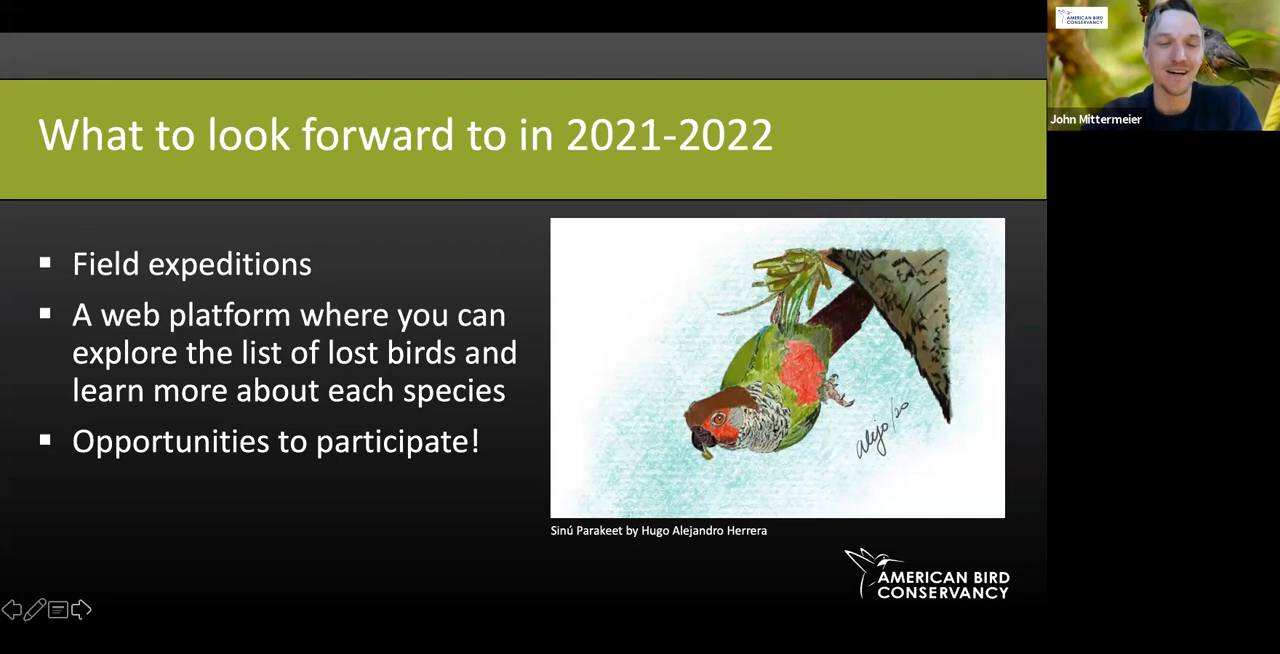 AMERICAN BIRD
CONSERVANCY
John Mittermeier
What to look forward to in 2021-2022
▪ Field expeditions
▪ A web platform where you can
explore the list of lost birds and
learn more about each species
▪ Opportunities to participate!
alejo/20
Sinú Parakeet by Hugo Alejandro Herrera
AMERICAN BIRD
CONSERVANCY